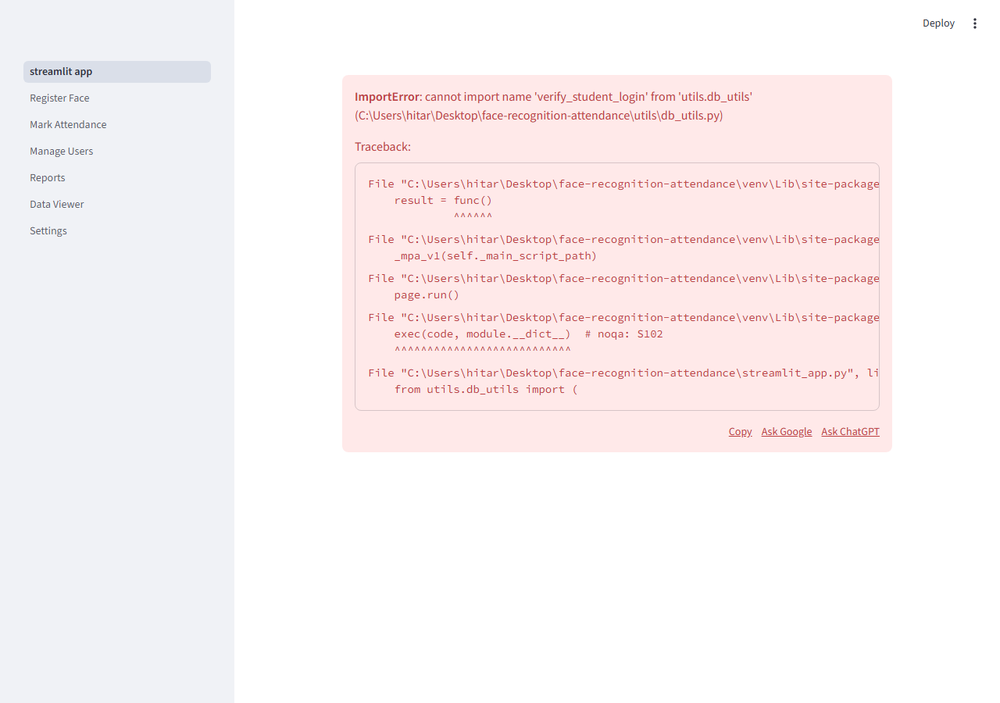 Deploy
streamlit app
Register Face
Mark Attendance
Manage Users
Reports
Data Viewer
Settings
ImportError: cannot import name 'verify_student_login' from 'utils.db_utils'
(C:\Users\hitar\Desktop\face-recognition-attendance\utils\db_utils.py)
Traceback:
File "C:\Users\hitar\Desktop\face-recognition-attendance\venv\Lib\site-package
    result = func()
             ^^^^^^
File "C:\Users\hitar\Desktop\face-recognition-attendance\venv\Lib\site-package
    _mpa_v1(self._main_script_path)
File "C:\Users\hitar\Desktop\face-recognition-attendance\venv\Lib\site-package
    page.run()
File "C:\Users\hitar\Desktop\face-recognition-attendance\venv\Lib\site-package
    exec(code, module.__dict__)  # noqa: S102
    ^^^^^^^^^^^^^^^^^^^^^^^^^^^
File "C:\Users\hitar\Desktop\face-recognition-attendance\streamlit_app.py", li
    from utils.db_utils import (
Copy Ask Google Ask ChatGPT